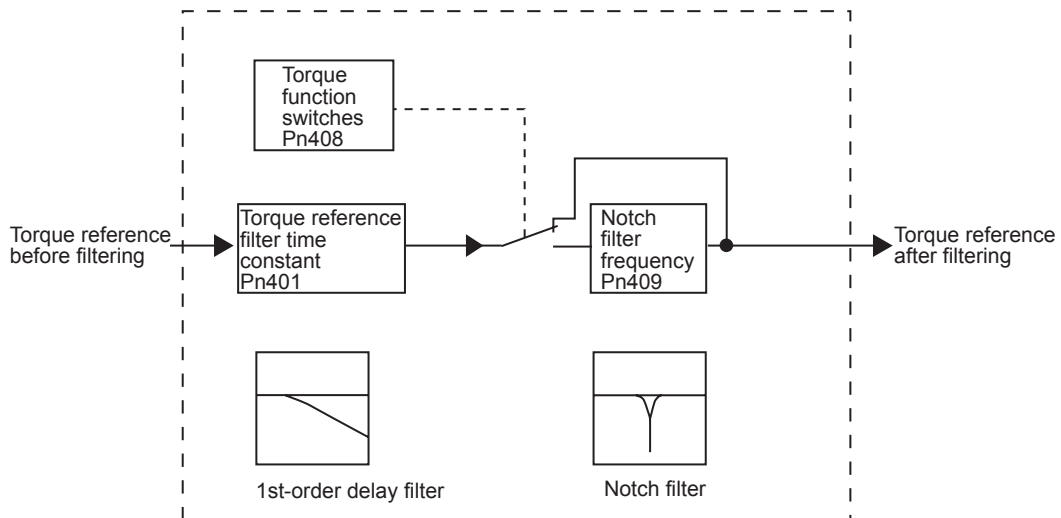 Torque
function
switches
Pn408
Torque reference
before filtering
Torque reference
filter time
constant
Pn401
Notch
filter
frequency
Pn409
Torque reference
after filtering
1st-order delay filter
Notch filter